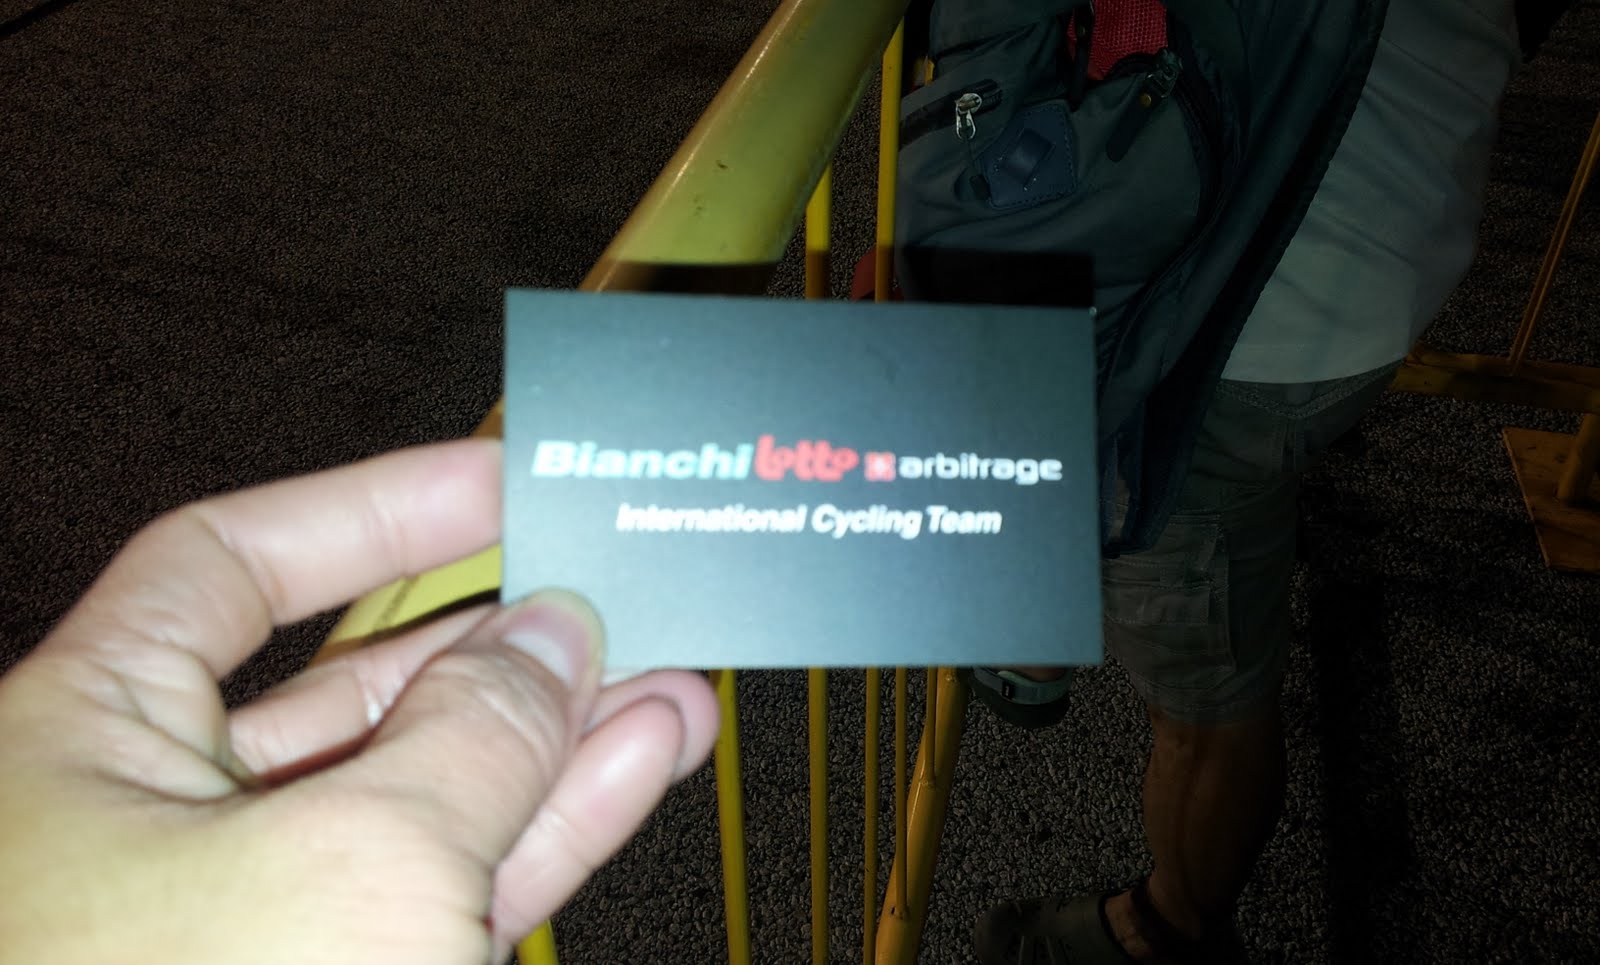 Bianchi lotto arbitrage
International Cycling Team